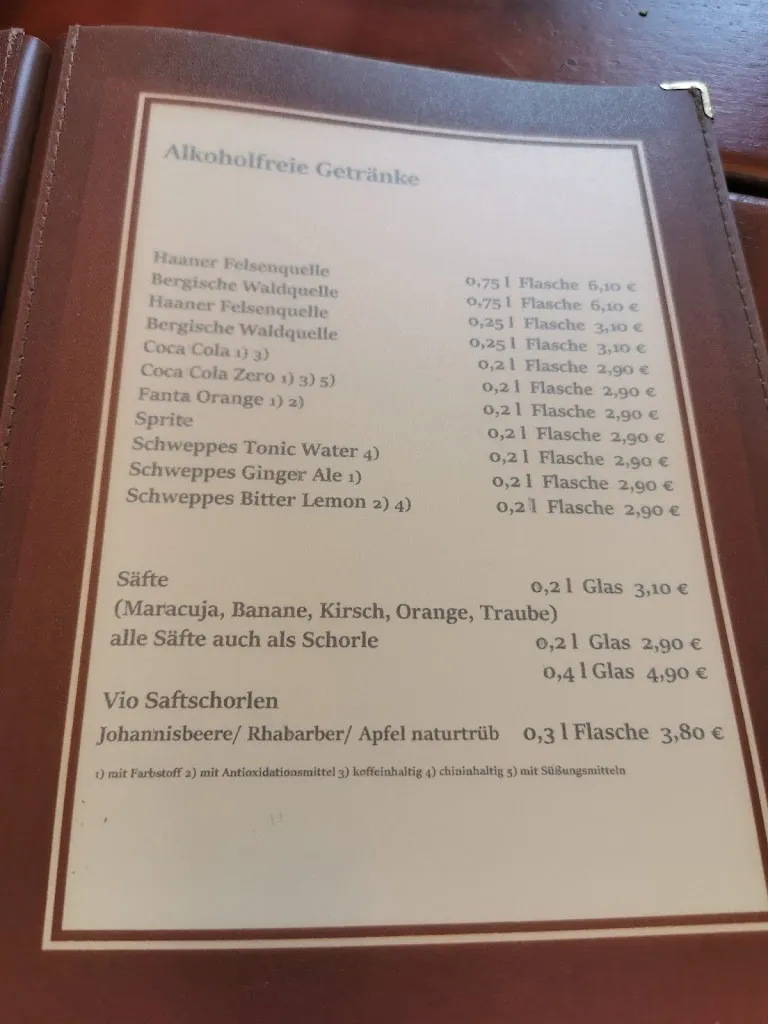 Alkoholfreie Getränke
Haaner Felsenquelle 0,75 l Flasche 6,10 €
Bergische Waldquelle 0,75 l Flasche 6,10 €
Haaner Felsenquelle 0,25 l Flasche 3,10 €
Bergische Waldquelle 0,25 l Flasche 3,10 €
Coca Cola 1) 3) 0,2 l Flasche 2,90 €
Coca Cola Zero 1) 3) 5) 0,2 l Flasche 2,90 €
Fanta Orange 1) 2) 0,2 l Flasche 2,90 €
Sprite 0,2 l Flasche 2,90 €
Schweppes Tonic Water 4) 0,2 l Flasche 2,90 €
Schweppes Ginger Ale 1) 0,2 l Flasche 2,90 €
Schweppes Bitter Lemon 2) 4) 0,2 l Flasche 2,90 €
Säfte 0,2 l Glas 3,10 €
(Maracuja, Banane, Kirsch, Orange, Traube)
alle Säfte auch als Schorle 0,2 l Glas 2,90 €
0,4 l Glas 4,90 €
Vio Saftschorlen
Johannisbeere/ Rhabarber/ Apfel naturtrüb 0,3 l Flasche 3,80 €
1) mit Farbstoff 2) mit Antioxidationsmittel 3) koffeinhaltig 4) chininhaltig 5) mit Süßungsmitteln